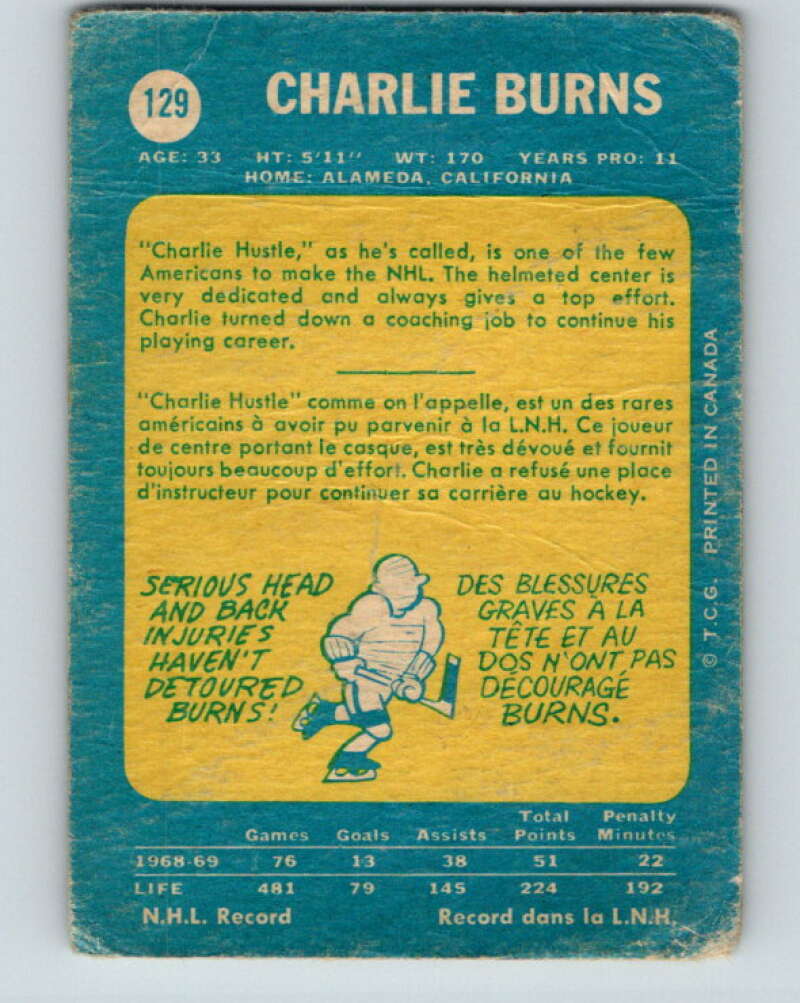 129
CHARLIE BURNS
AGE: 33 HT: 5'11" WT: 170 YEARS PRO: 11
HOME: ALAMEDA, CALIFORNIA
"Charlie Hustle," as he's called, is one of the few
Americans to make the NHL. The helmeted center is
very dedicated and always gives a top effort.
Charlie turned down a coaching job to continue his
playing career.
"Charlie Hustle" comme on l'appelle, est un des rares
américains à avoir pu parvenir à la L.N.H. Ce joueur
de centre portant le casque, est très dévoué et fournit
toujours beaucoup d'effort. Charlie a refusé une place
d'instructeur pour continuer sa carrière au hockey.
SERIOUS HEAD
AND BACK
INJURIES
HAVEN'T
DETOURED
BURNS!
DES BLESSURES
GRAVES À LA
TÊTE ET AU
DOS N'ONT PAS
DÉCOURAGÉ
BURNS.
© T.C.G. PRINTED IN CANADA
Games Goals Assists Total Points Penalty Minutes
1968-69 76 13 38 51 22
LIFE 481 79 145 224 192
N.H.L. Record Record dans la L.N.H.